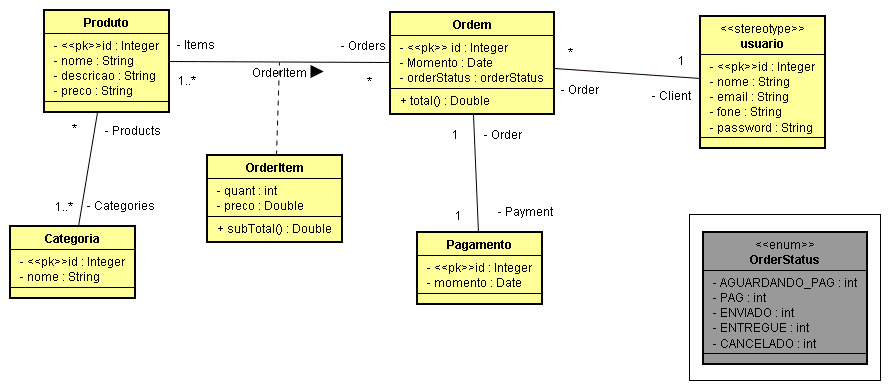 Produto
- <<pk>>id : Integer
- nome : String
- descricao : String
- preco : String
- Items
1..*
OrderItem
- Orders
*
Ordem
- <<pk>> id : Integer
- Momento : Date
- orderStatus : orderStatus
+ total() : Double
*
- Order
1
- Client
<<stereotype>>
usuario
- <<pk>>id : Integer
- nome : String
- email : String
- fone : String
- password : String
*
- Products
1..*
- Categories
OrderItem
- quant : int
- preco : Double
+ subTotal() : Double
1
- Order
1
- Payment
Categoria
- <<pk>>id : Integer
- nome : String
Pagamento
- <<pk>>id : Integer
- momento : Date
<<enum>>
OrderStatus
- AGUARDANDO_PAG : int
- PAG : int
- ENVIADO : int
- ENTREGUE : int
- CANCELADO : int